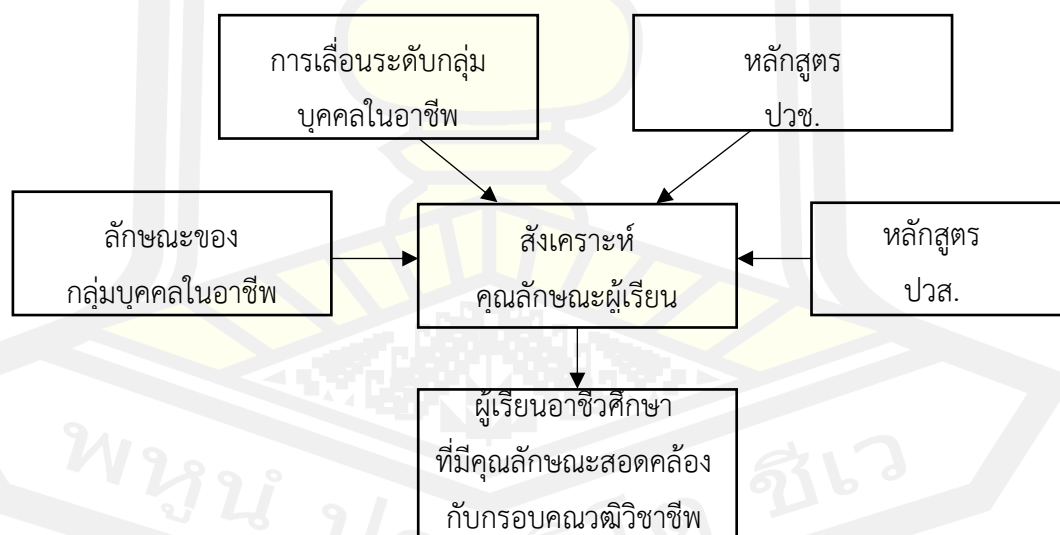 การเลื่อนระดับกลุ่ม
บุคคลในอาชีพ
หลักสูตร
ปวช.
ลักษณะของ
กลุ่มบุคคลในอาชีพ
สังเคราะห์
คุณลักษณะผู้เรียน
หลักสูตร
ปวส.
ผู้เรียนอาชีวศึกษา
ที่มีคุณลักษณะสอดคล้อง
กับกรอบคุณวุฒิวิชาชีพ
พหูนํ
ชีเว